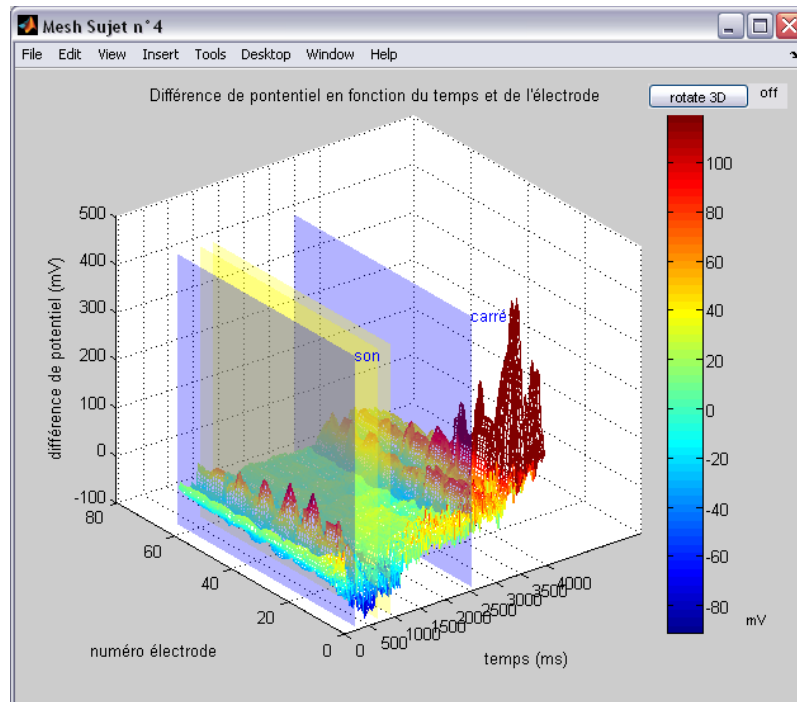 Mesh Sujet n°4
File Edit View Insert Tools Desktop Window Help
Différence de pontentiel en fonction du temps et de l'électrode
rotate 3D
off
500
400
300
200
100
0
-100
différence de potentiel (mV)
80
60
40
20
0
numéro électrode
0
500
1000
1500
2000
2500
3000
3500
4000
temps (ms)
son
carré
100
80
60
40
20
0
-20
-40
-60
-80
mV